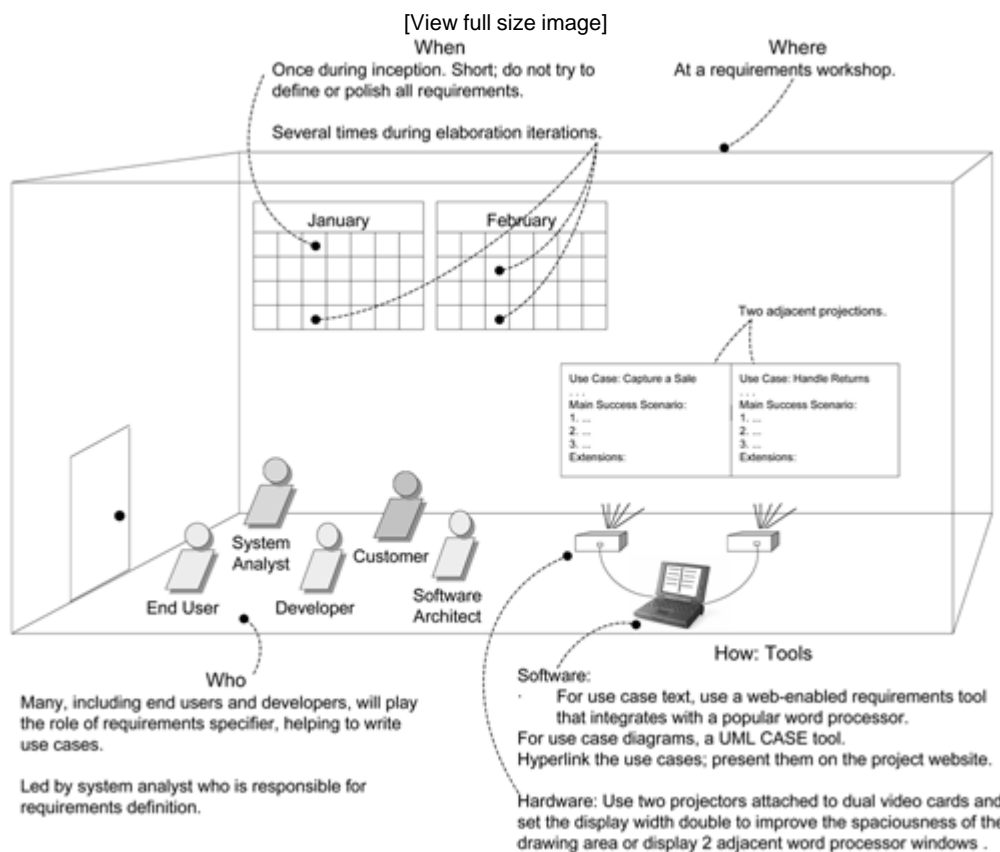 [View full size image]
When
Once during inception. Short; do not try to
define or polish all requirements.
Several times during elaboration iterations.
Where
At a requirements workshop.
January
February
Two adjacent projections.
Use Case: Capture a Sale
. . .
Main Success Scenario:
1. ...
2. ...
3. ...
Extensions:
Use Case: Handle Returns
. . .
Main Success Scenario:
1. ...
2. ...
3. ...
Extensions:
System
Analyst
Customer
End User
Developer
Software
Architect
Who
Many, including end users and developers, will play
the role of requirements specifier, helping to write
use cases.
Led by system analyst who is responsible for
requirements definition.
How: Tools
Software:
· For use case text, use a web-enabled requirements tool
that integrates with a popular word processor.
For use case diagrams, a UML CASE tool.
Hyperlink the use cases; present them on the project website.
Hardware: Use two projectors attached to dual video cards and
set the display width double to improve the spaciousness of the
drawing area or display 2 adjacent word processor windows .